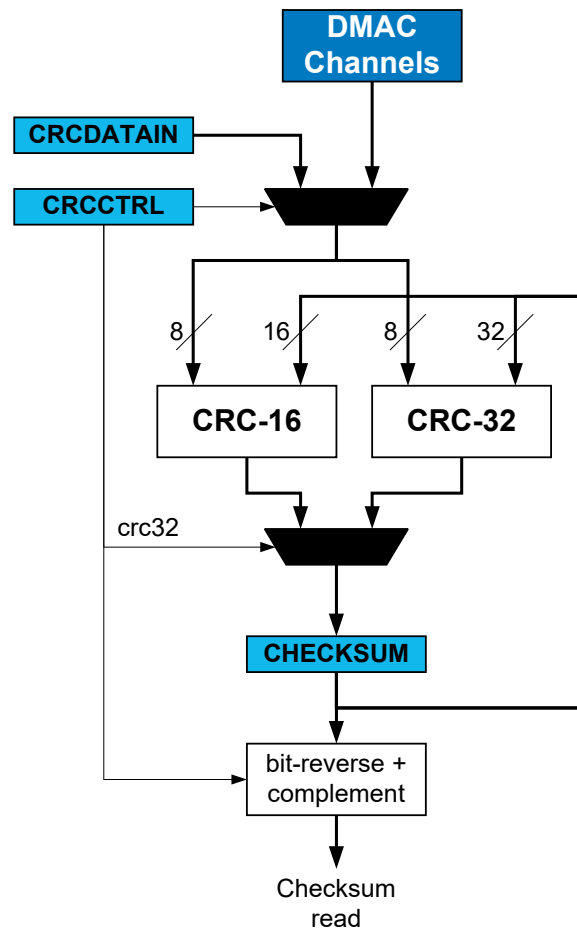 DMAC
Channels
CRCDATAIN
CRCCTRL
8
16
8
32
CRC-16
CRC-32
crc32
CHECKSUM
bit-reverse +
complement
Checksum
read